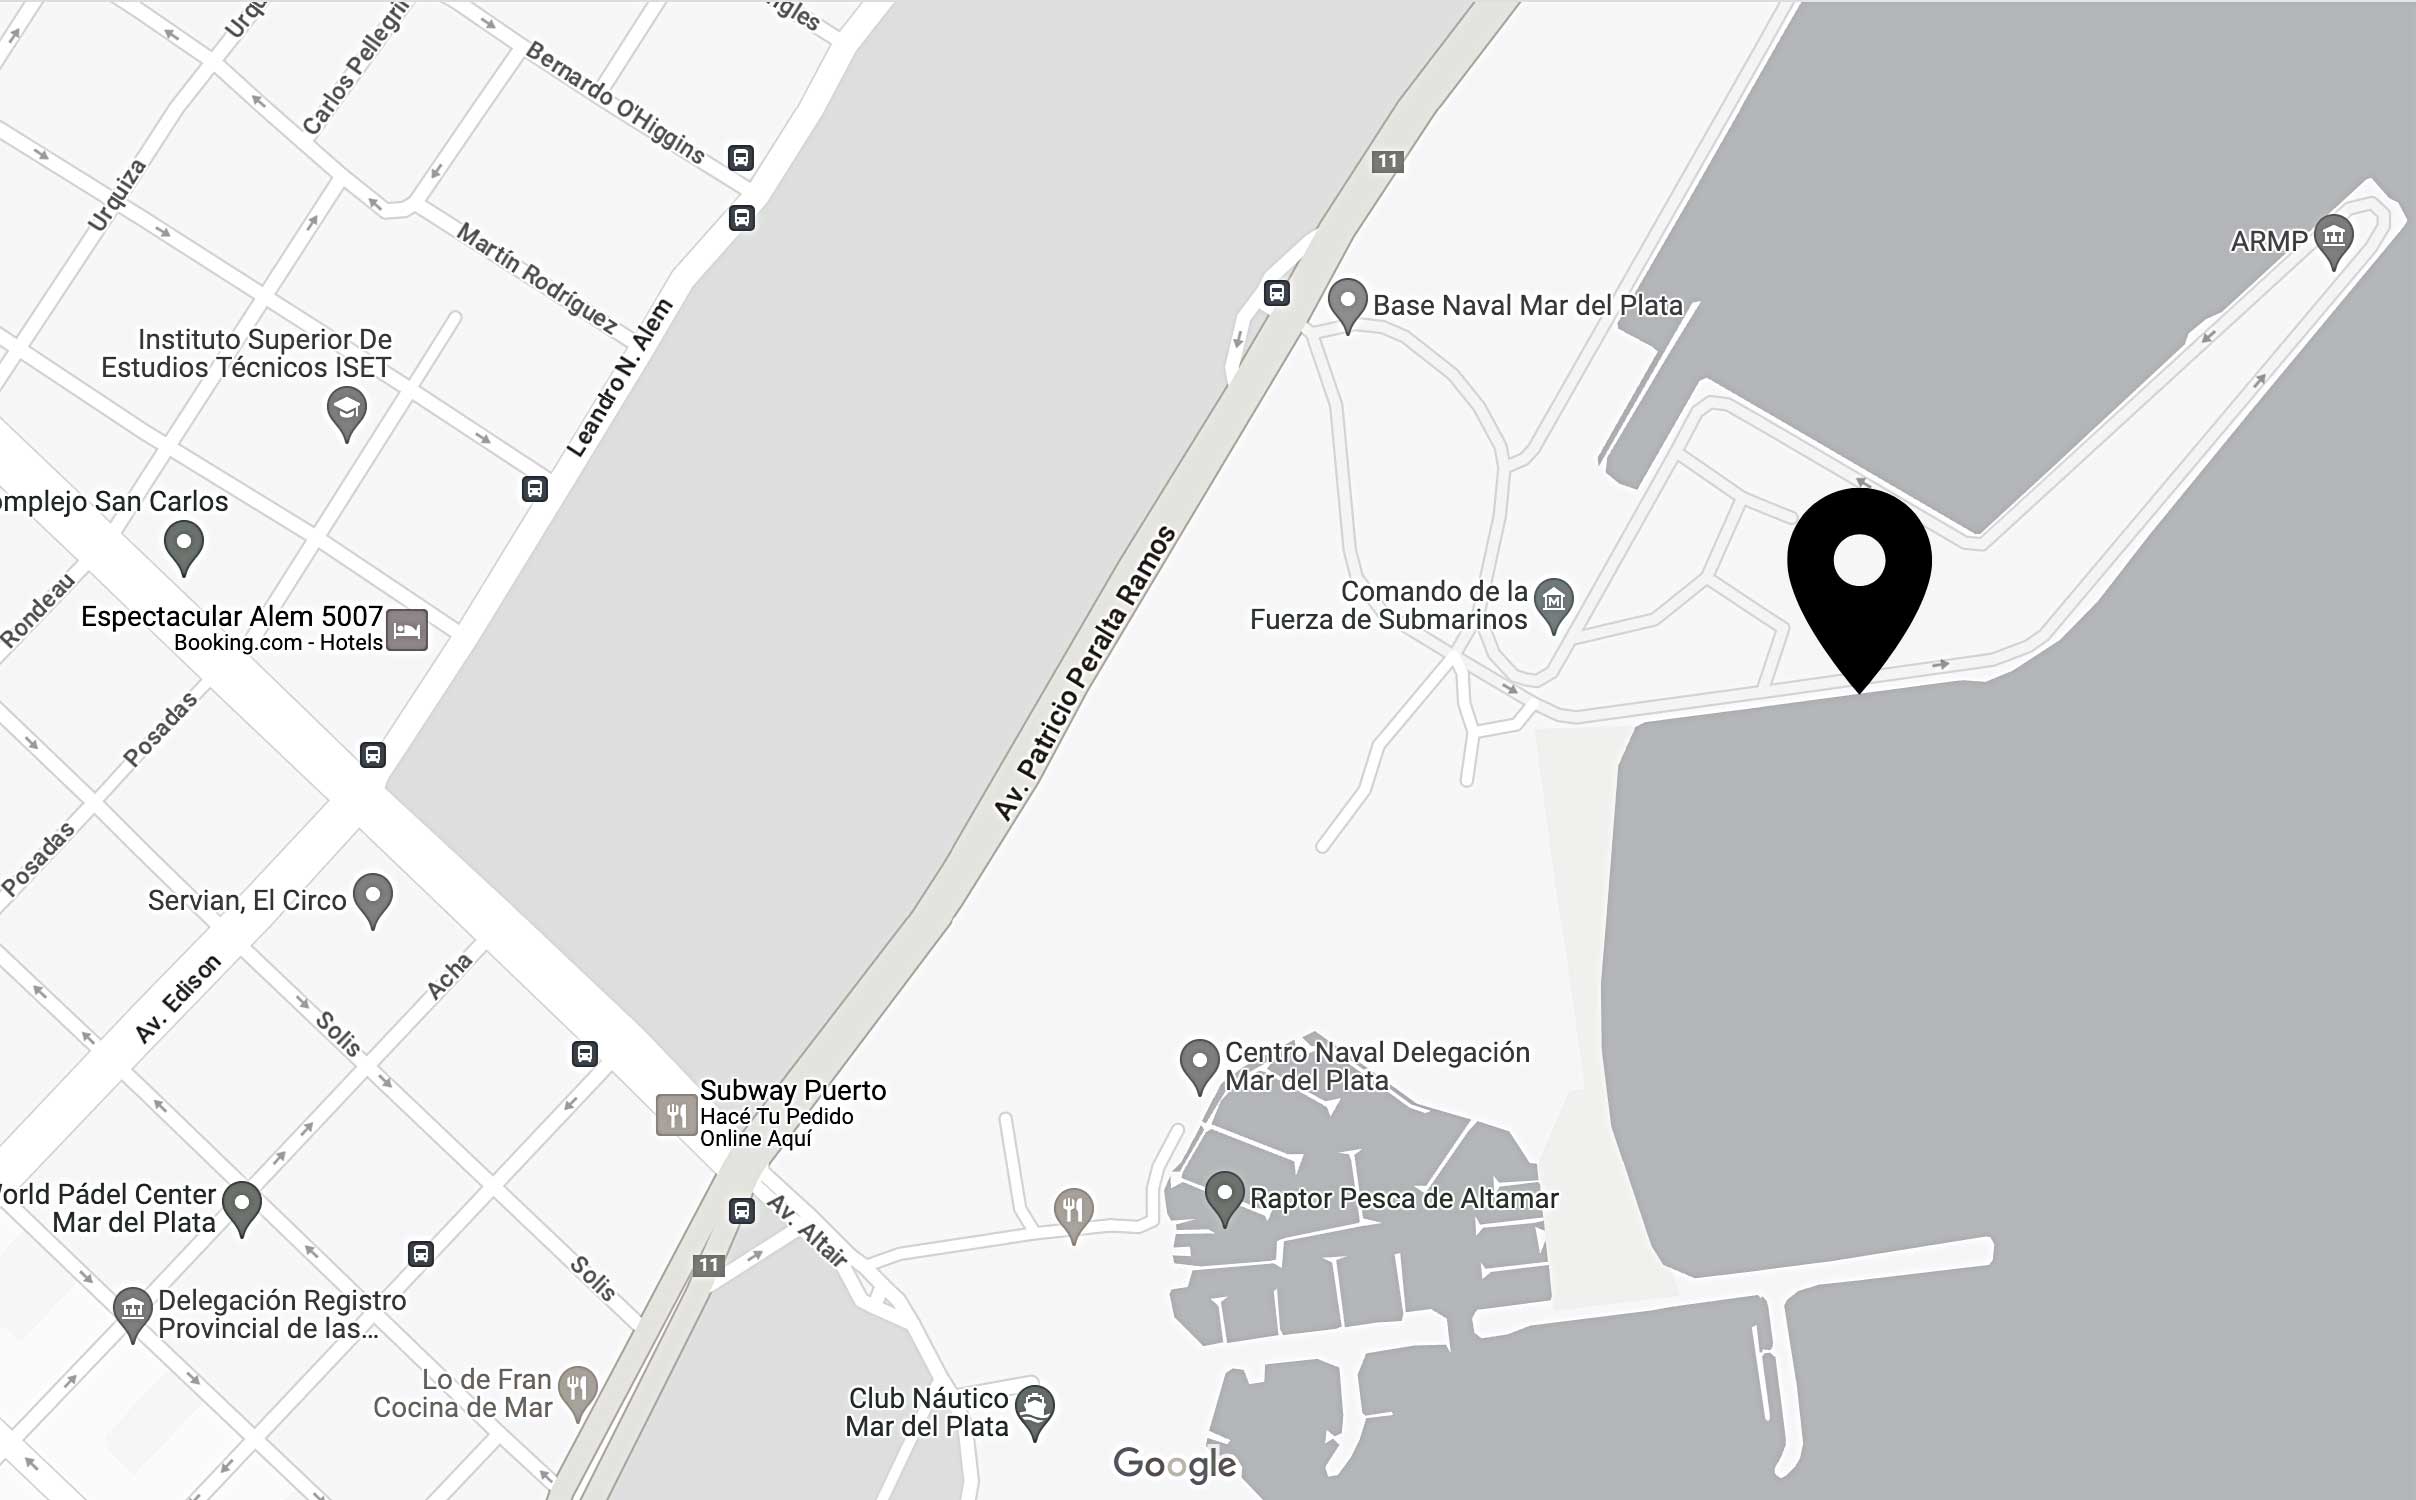 Carlos Pellegri
Bernardo O'Higgins
Urquiza
11
Martín Rodríguez
ARMP
Base Naval Mar del Plata
Instituto Superior De
Estudios Técnicos ISET
Leandro N. Alem
omplejo San Carlos
Av. Patricio Peralta Ramos
Comando de la
Fuerza de Submarinos
Rondeau
Espectacular Alem 5007
Booking.com - Hotels
Posadas
Posadas
Servian, El Circo
Av. Edison
Acha
Solis
Centro Naval Delegación
Mar del Plata
Subway Puerto
Hacé Tu Pedido
Online Aquí
orld Pádel Center
Mar del Plata
Av. Altair
Raptor Pesca de Altamar
11
Solis
Delegación Registro
Provincial de las...
Lo de Fran
Cocina de Mar
Club Náutico
Mar del Plata
Google